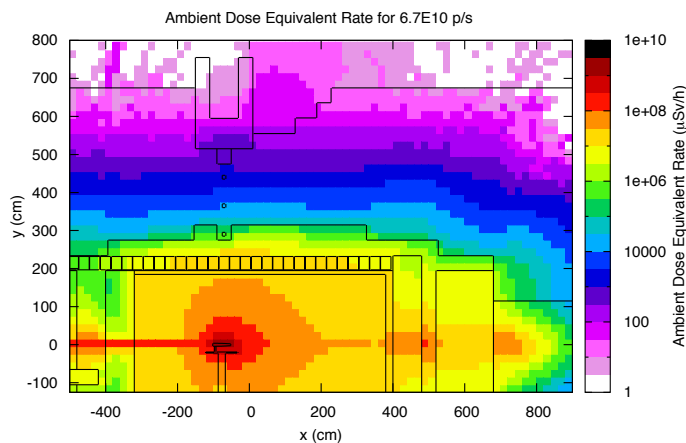 Ambient Dose Equivalent Rate for 6.7E10 p/s
800
700
600
500
400
300
200
100
0
-100
y (cm)
-400 -200 0 200 400 600 800
x (cm)
1e+10
1e+08
1e+06
10000
100
1
Ambient Dose Equivalent Rate (µSv/h)